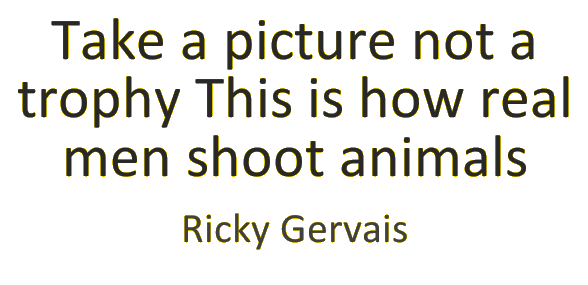 Take a picture not a
trophy This is how real
men shoot animals
Ricky Gervais